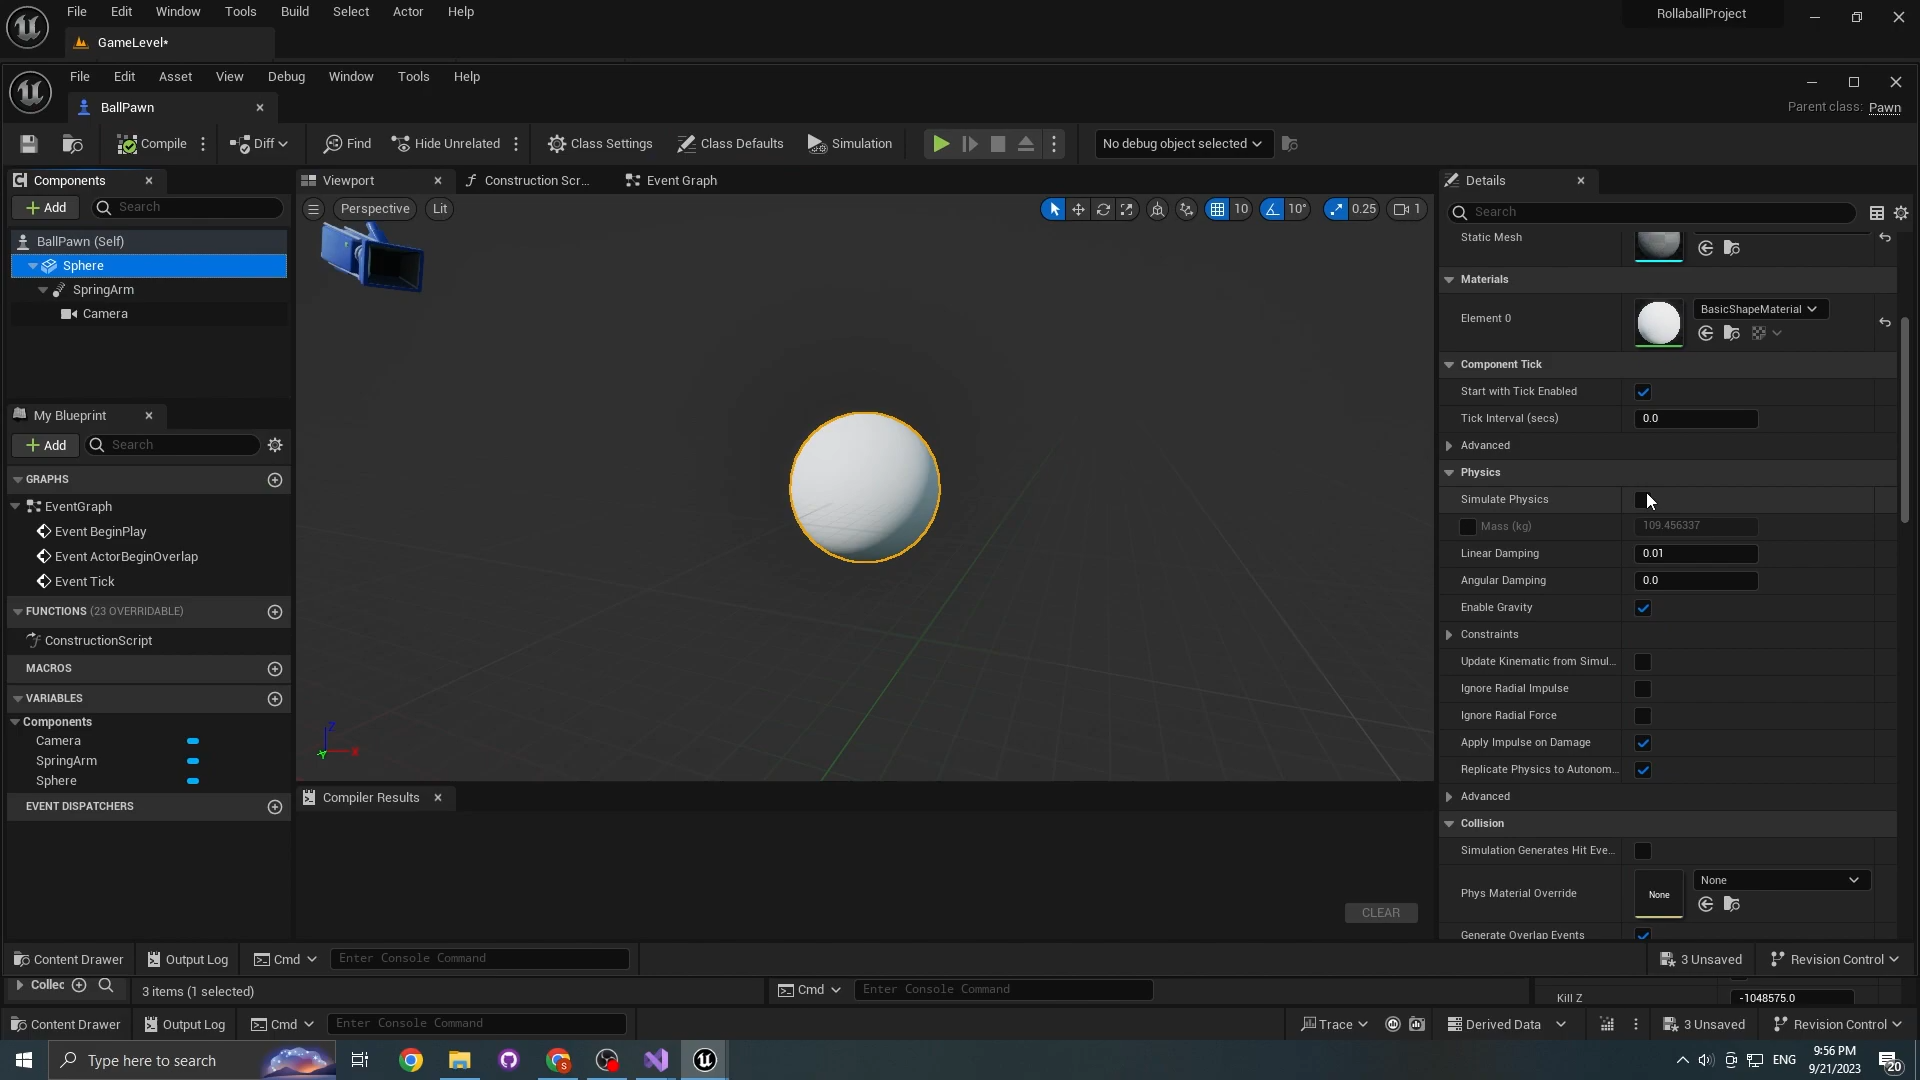 File Edit Window Tools Build Select Actor Help
RollaballProject
GameLevel*
File Edit Asset View Debug Window Tools Help
BallPawn
Parent class: Pawn
Compile Diff Find Hide Unrelated Class Settings Class Defaults Simulation No debug object selected
Components
Add Search
BallPawn (Self)
Sphere
SpringArm
Camera
My Blueprint
Add Search
GRAPHS
EventGraph
Event BeginPlay
Event ActorBeginOverlap
Event Tick
FUNCTIONS (23 OVERRIDABLE)
ConstructionScript
MACROS
VARIABLES
Components
Camera
SpringArm
Sphere
EVENT DISPATCHERS
Viewport Construction Scr... Event Graph
Perspective Lit 10 10° 0.25 1
Z
X
Y
Compiler Results
CLEAR
Details
Search
Static Mesh
Materials
Element 0 BasicShapeMaterial
Component Tick
Start with Tick Enabled
Tick Interval (secs) 0.0
Advanced
Physics
Simulate Physics
Mass (kg) 109.456337
Linear Damping 0.01
Angular Damping 0.0
Enable Gravity
Constraints
Update Kinematic from Simul...
Ignore Radial Impulse
Ignore Radial Force
Apply Impulse on Damage
Replicate Physics to Autonom...
Advanced
Collision
Simulation Generates Hit Eve...
Phys Material Override None None
Generate Overlap Events
Content Drawer Output Log Cmd Enter Console Command 3 Unsaved Revision Control
Collec 3 items (1 selected) Cmd Enter Console Command Kill Z -1048575.0
Content Drawer Output Log Cmd Enter Console Command Trace Derived Data 3 Unsaved Revision Control
Type here to search ENG 9:56 PM
9/21/2023 20